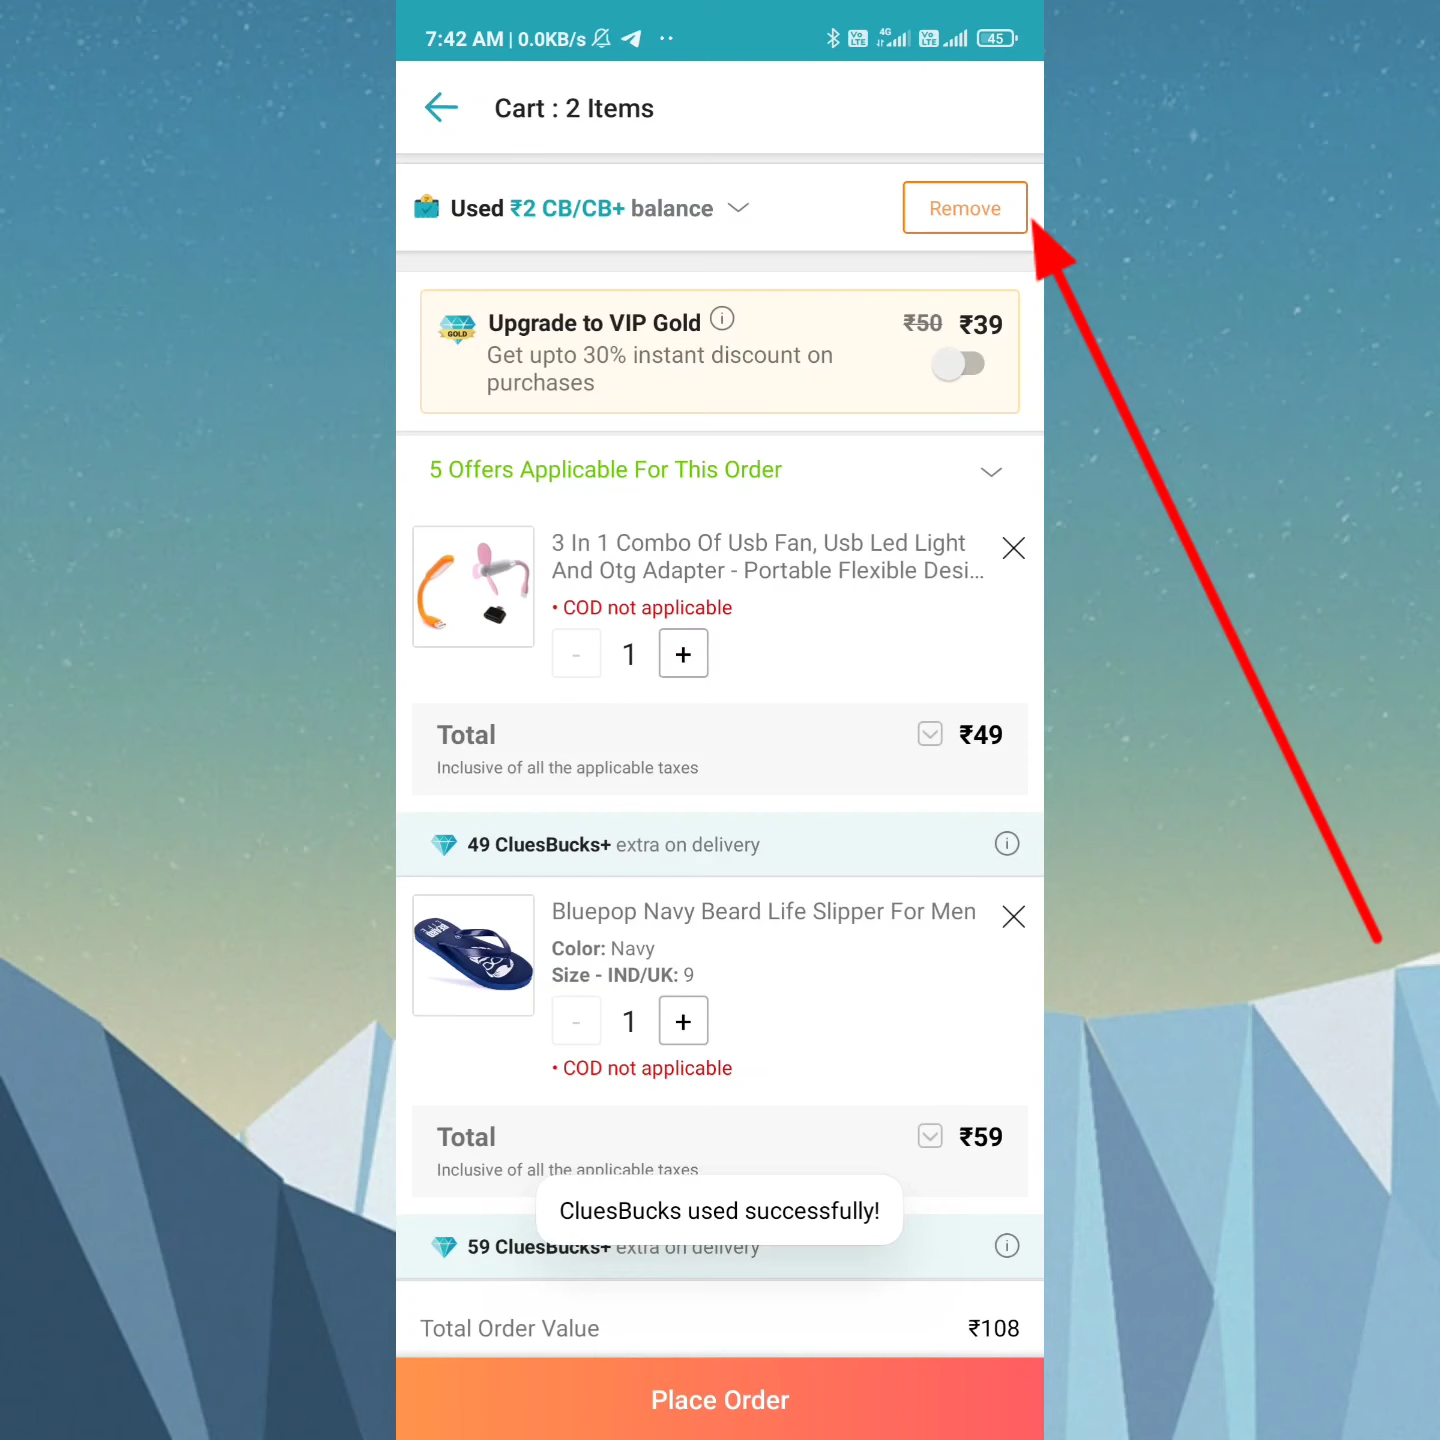 7:42 AM | 0.0KB/s
45
Cart : 2 Items
Used ₹2 CB/CB+ balance
Remove
Upgrade to VIP Gold
₹50 ₹39
GOLD
Get upto 30% instant discount on
purchases
5 Offers Applicable For This Order
3 In 1 Combo Of Usb Fan, Usb Led Light
And Otg Adapter - Portable Flexible Desi...
• COD not applicable
- 1 +
Total
₹49
Inclusive of all the applicable taxes
49 CluesBucks+ extra on delivery
Bluepop Navy Beard Life Slipper For Men
Color: Navy
Size - IND/UK: 9
- 1 +
• COD not applicable
Total
₹59
Inclusive of all the applicable taxes
CluesBucks used successfully!
59 CluesBucks+ extra on delivery
Total Order Value
₹108
Place Order